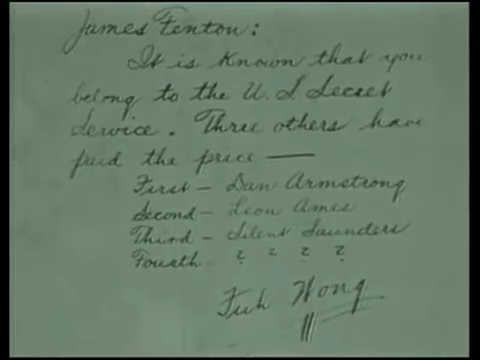 James Fenton:
It is known that you
belong to the U. S. Secret
Service. Three others have
paid the price —
First – Dan Armstrong
Second – Leon Ames
Third – Silent Saunders
Fourth – ? ? ? ?
Fuh Wong